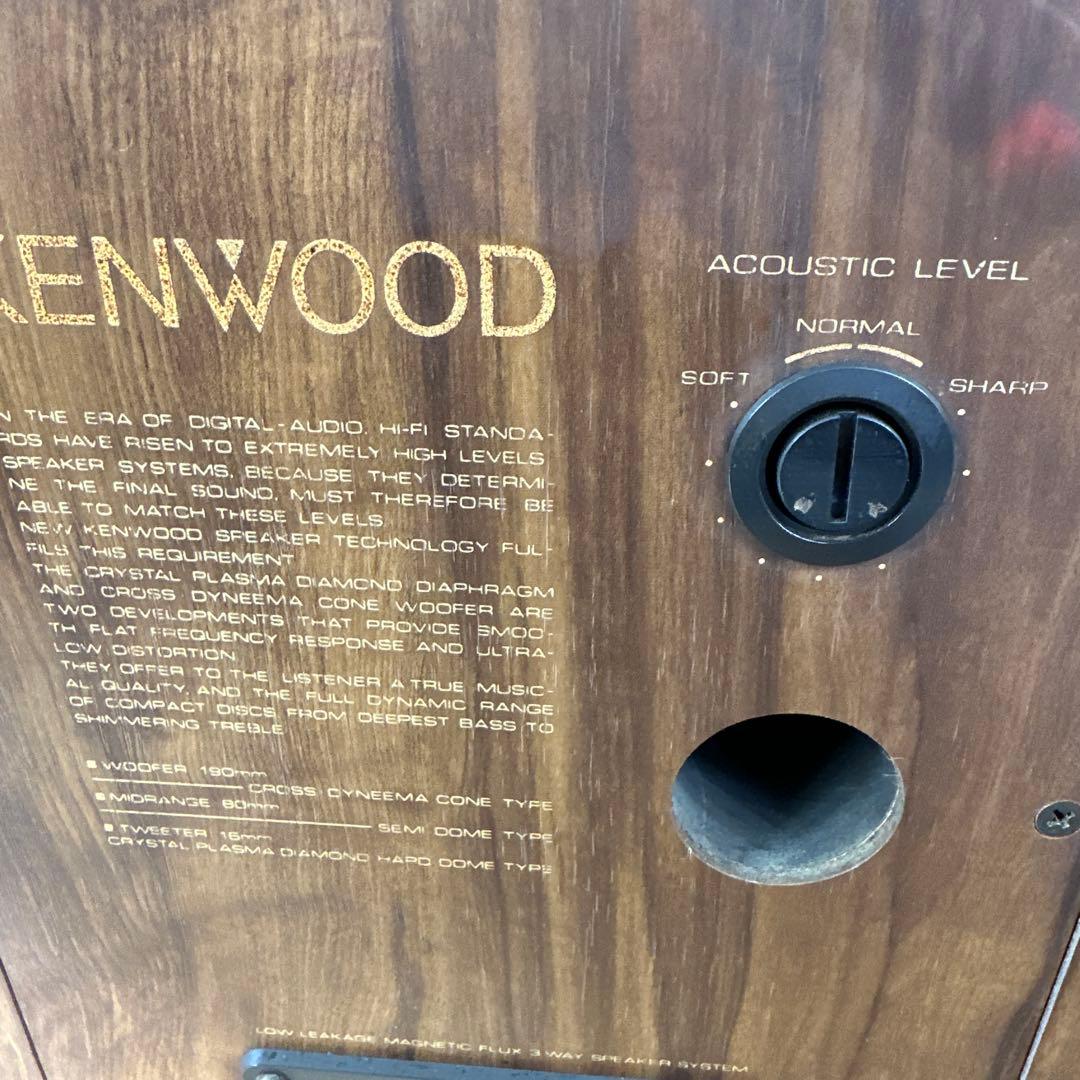 KENWOOD
ACOUSTIC LEVEL
NORMAL
SOFT
SHARP
IN THE ERA OF DIGITAL-AUDIO, HI-FI STANDA-
RDS HAVE RISEN TO EXTREMELY HIGH LEVELS
SPEAKER SYSTEMS, BECAUSE THEY DETERMI-
NE THE FINAL SOUND, MUST THEREFORE BE
ABLE TO MATCH THESE LEVELS.
NEW KENWOOD SPEAKER TECHNOLOGY FUL-
FILS THIS REQUIREMENT
THE CRYSTAL PLASMA DIAMOND DIAPHRAGM
AND CROSS DYNEEMA CONE WOOFER ARE
TWO DEVELOPMENTS THAT PROVIDE SMOO-
TH FLAT FREQUENCY RESPONSE AND ULTRA-
LOW DISTORTION
THEY OFFER TO THE LISTENER A TRUE MUSIC-
AL QUALITY, AND THE FULL DYNAMIC RANGE
OF COMPACT DISCS FROM DEEPEST BASS TO
SHIMMERING TREBLE
■ WOOFER 190mm
CROSS DYNEEMA CONE TYPE
■ MIDRANGE 80mm
SEMI DOME TYPE
■ TWEETER 16mm
CRYSTAL PLASMA DIAMOND HARD DOME TYPE
LOW LEAKAGE MAGNETIC FLUX 3 WAY SPEAKER SYSTEM